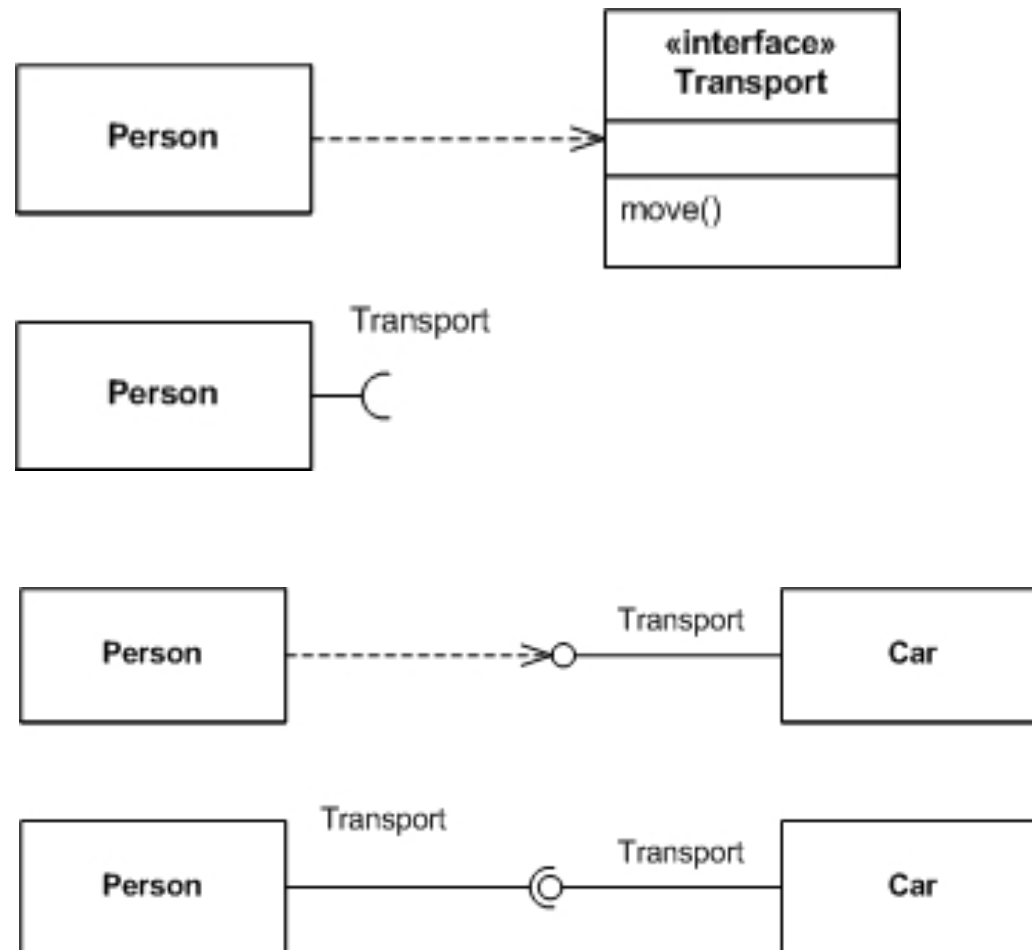 «interface»
Transport
Person
move()
Transport
Person
Transport
Person
Car
Transport
Transport
Person
Car